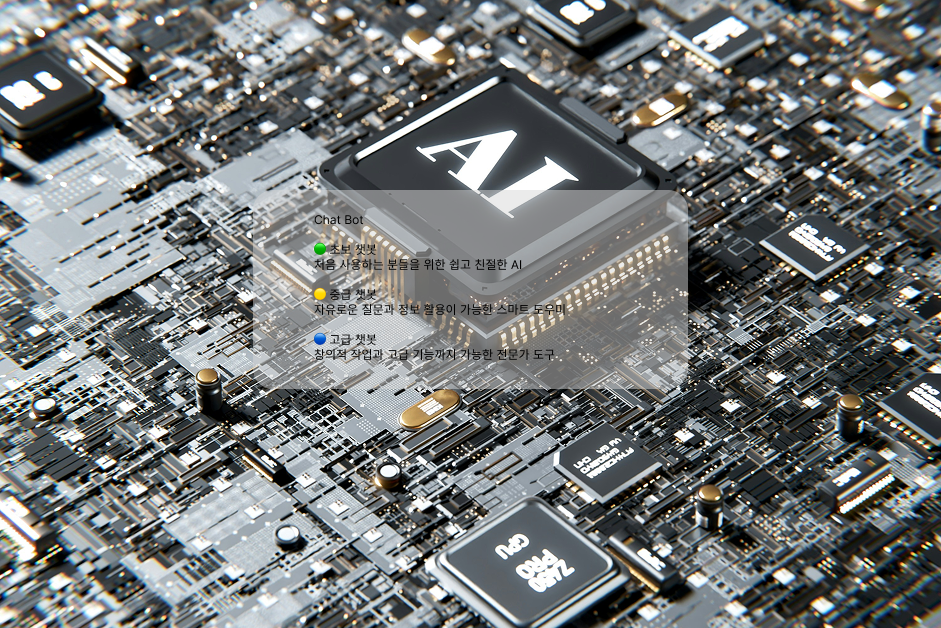 AI
Chat Bot
초보 챗봇
처음 사용하는 분들을 위한 쉽고 친절한 AI
중급 챗봇
자유로운 질문과 정보 활용이 가능한 스마트 도우미
고급 챗봇
창의적 작업과 고급 기능까지 가능한 전문가 도구
GPU
PRO